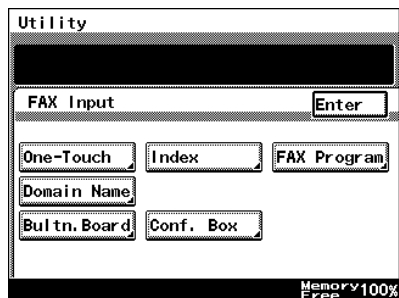 Utility
FAX Input
Enter
One-Touch Index FAX Program
Domain Name
Bultn.Board Conf. Box
Memory 100%
Free